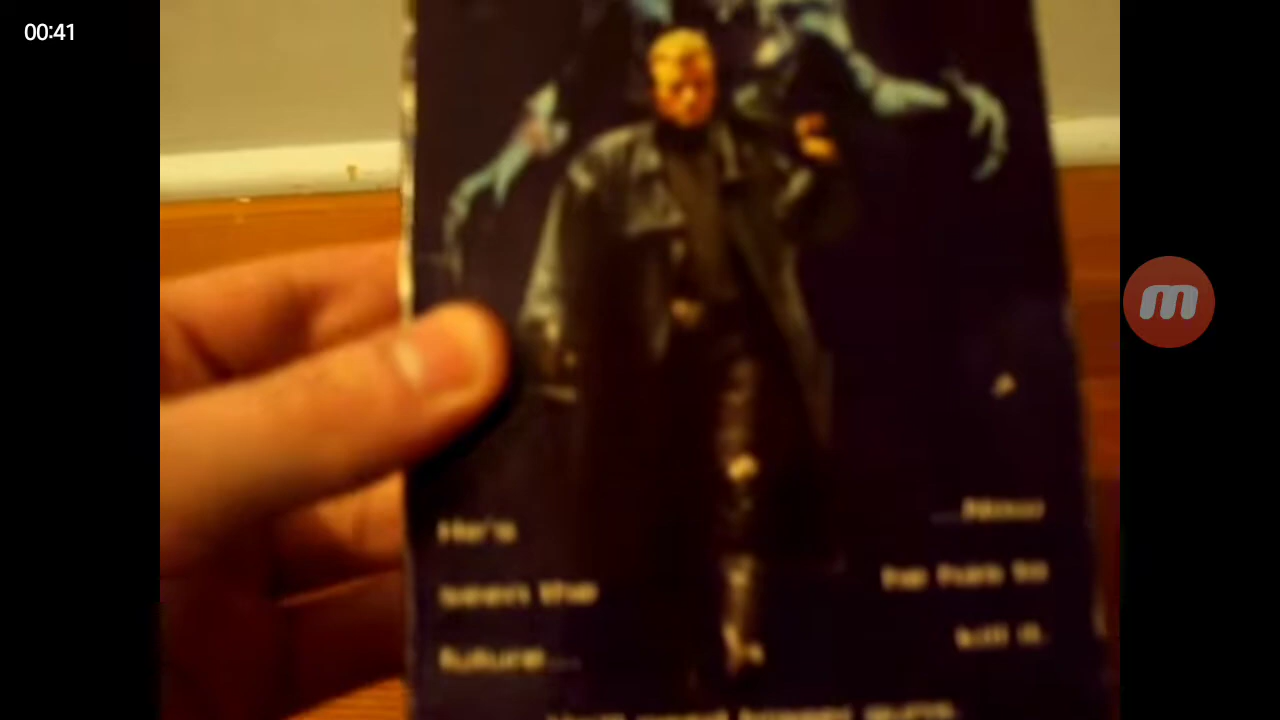 00:41
He's
seen the
future...
...Now
he has to
kill it.